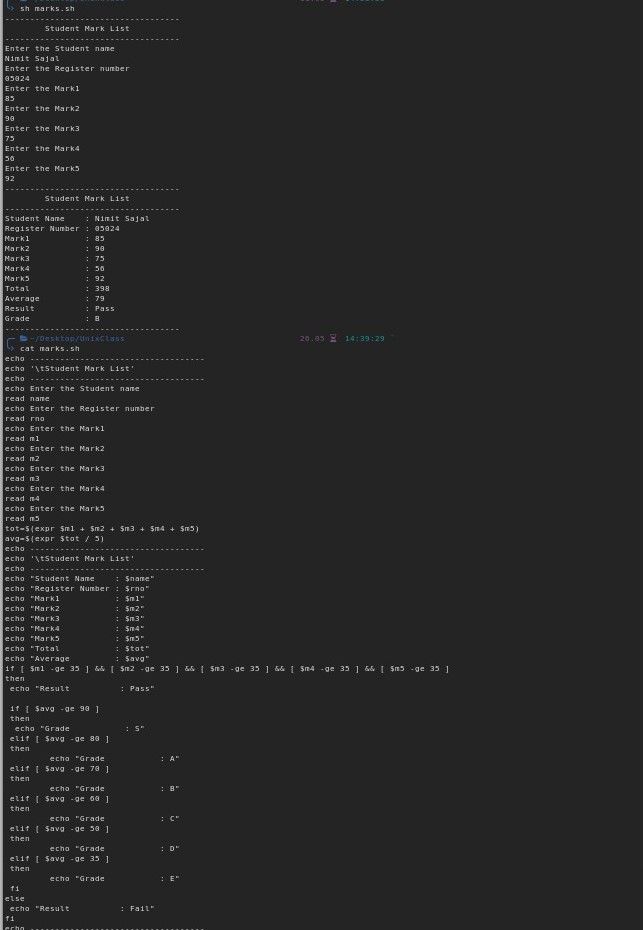 sh marks.sh
-----------------------------------
        Student Mark List
-----------------------------------
Enter the Student name
Nimit Sajal
Enter the Register number
05024
Enter the Mark1
85
Enter the Mark2
90
Enter the Mark3
75
Enter the Mark4
56
Enter the Mark5
92
-----------------------------------
        Student Mark List
-----------------------------------
Student Name    : Nimit Sajal
Register Number : 05024
Mark1           : 85
Mark2           : 90
Mark3           : 75
Mark4           : 56
Mark5           : 92
Total           : 398
Average         : 79
Result          : Pass
Grade           : B
-----------------------------------
~/Desktop/UnixClass 26.05 14:39:29
cat marks.sh
echo -----------------------------------
echo '\tStudent Mark List'
echo -----------------------------------
echo Enter the Student name
read name
echo Enter the Register number
read rno
echo Enter the Mark1
read m1
echo Enter the Mark2
read m2
echo Enter the Mark3
read m3
echo Enter the Mark4
read m4
echo Enter the Mark5
read m5
tot=$(expr $m1 + $m2 + $m3 + $m4 + $m5)
avg=$(expr $tot / 5)
echo -----------------------------------
echo '\tStudent Mark List'
echo -----------------------------------
echo "Student Name    : $name"
echo "Register Number : $rno"
echo "Mark1           : $m1"
echo "Mark2           : $m2"
echo "Mark3           : $m3"
echo "Mark4           : $m4"
echo "Mark5           : $m5"
echo "Total           : $tot"
echo "Average         : $avg"
if [ $m1 -ge 35 ] && [ $m2 -ge 35 ] && [ $m3 -ge 35 ] && [ $m4 -ge 35 ] && [ $m5 -ge 35 ]
then
 echo "Result          : Pass"

 if [ $avg -ge 90 ]
 then
  echo "Grade          : S"
 elif [ $avg -ge 80 ]
 then
         echo "Grade           : A"
 elif [ $avg -ge 70 ]
 then
         echo "Grade           : B"
 elif [ $avg -ge 60 ]
 then
         echo "Grade           : C"
 elif [ $avg -ge 50 ]
 then
         echo "Grade           : D"
 elif [ $avg -ge 35 ]
 then
         echo "Grade           : E"
 fi
else
 echo "Result          : Fail"
fi
echo -----------------------------------